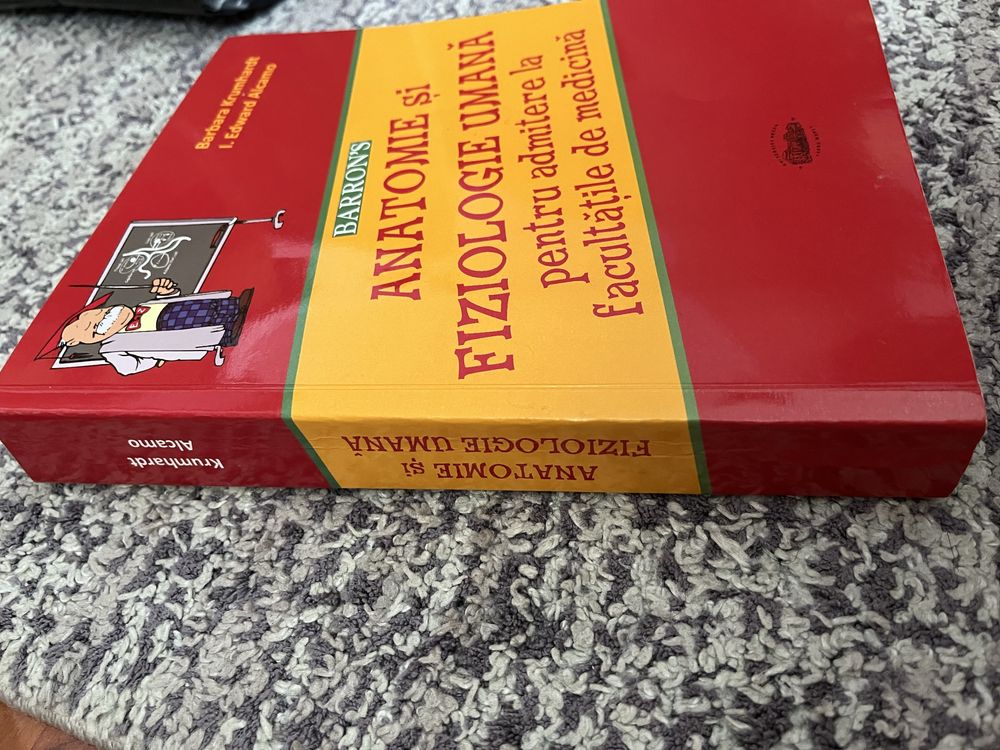 Barbara Krumhardt
I. Edward Alcamo
BARRON'S
ANATOMIE și
FIZIOLOGIE UMANĂ
pentru admitere la
facultățile de medicină
Krumhardt
Alcamo
ANATOMIE și
FIZIOLOGIE UMANĂ